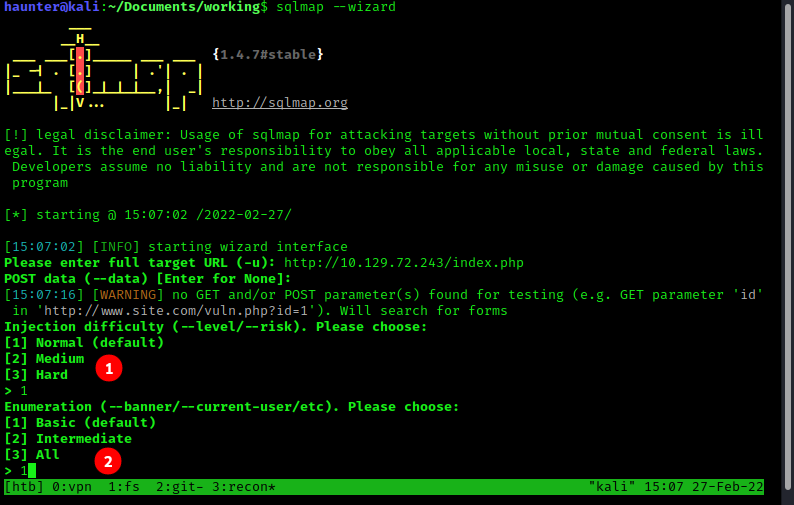 haunter@kali:~/Documents/working$ sqlmap --wizard
        ___
       __H__
 ___ ___[.]_____ ___ ___  {1.4.7#stable}
|_ -| . [.]     | .'| . |
|___|_  [(]_|_|_|__,|  _|
      |_|V...       |_|   http://sqlmap.org
[!] legal disclaimer: Usage of sqlmap for attacking targets without prior mutual consent is ill
egal. It is the end user's responsibility to obey all applicable local, state and federal laws.
 Developers assume no liability and are not responsible for any misuse or damage caused by this
 program
[*] starting @ 15:07:02 /2022-02-27/
[15:07:02] [INFO] starting wizard interface
Please enter full target URL (-u): http://10.129.72.243/index.php
POST data (--data) [Enter for None]:
[15:07:16] [WARNING] no GET and/or POST parameter(s) found for testing (e.g. GET parameter 'id'
 in 'http://www.site.com/vuln.php?id=1'). Will search for forms
Injection difficulty (--level/--risk). Please choose:
[1] Normal (default)
[2] Medium
1
[3] Hard
> 1
Enumeration (--banner/--current-user/etc). Please choose:
[1] Basic (default)
[2] Intermediate
[3] All
2
> 1
[htb] 0:vpn  1:fs  2:git- 3:recon*    "kali" 15:07 27-Feb-22